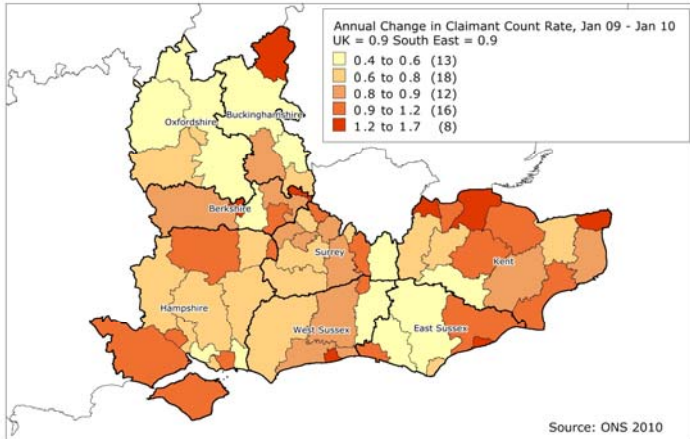 Annual Change in Claimant Count Rate, Jan 09 - Jan 10
UK = 0.9 South East = 0.9
0.4 to 0.6 (13)
0.6 to 0.8 (18)
0.8 to 0.9 (12)
0.9 to 1.2 (16)
1.2 to 1.7 (8)
Buckinghamshire
Oxfordshire
Berkshire
Surrey
Kent
Hampshire
West Sussex
East Sussex
Source: ONS 2010